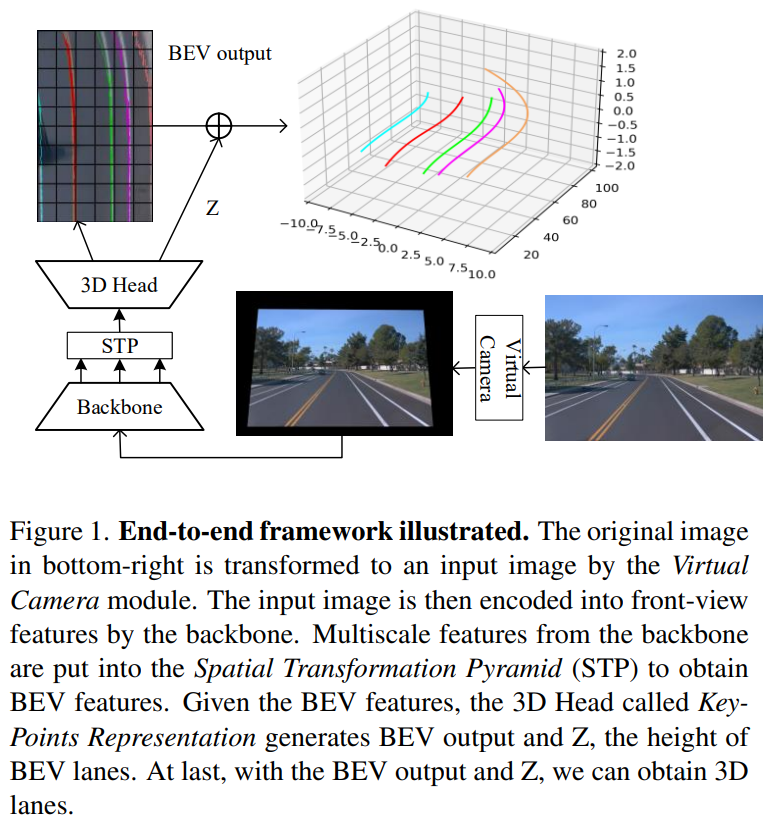 BEV output
2.0
1.5
1.0
0.5
0.0
−0.5
−1.0
−1.5
−2.0
100
80
60
40
20
−10.0
−7.5
−5.0
−2.5
0.0
2.5
5.0
7.5
10.0
Z
3D Head
STP
Backbone
Virtual
Camera
Figure 1. End-to-end framework illustrated. The original image
in bottom-right is transformed to an input image by the Virtual
Camera module. The input image is then encoded into front-view
features by the backbone. Multiscale features from the backbone
are put into the Spatial Transformation Pyramid (STP) to obtain
BEV features. Given the BEV features, the 3D Head called Key-
Points Representation generates BEV output and Z, the height of
BEV lanes. At last, with the BEV output and Z, we can obtain 3D
lanes.